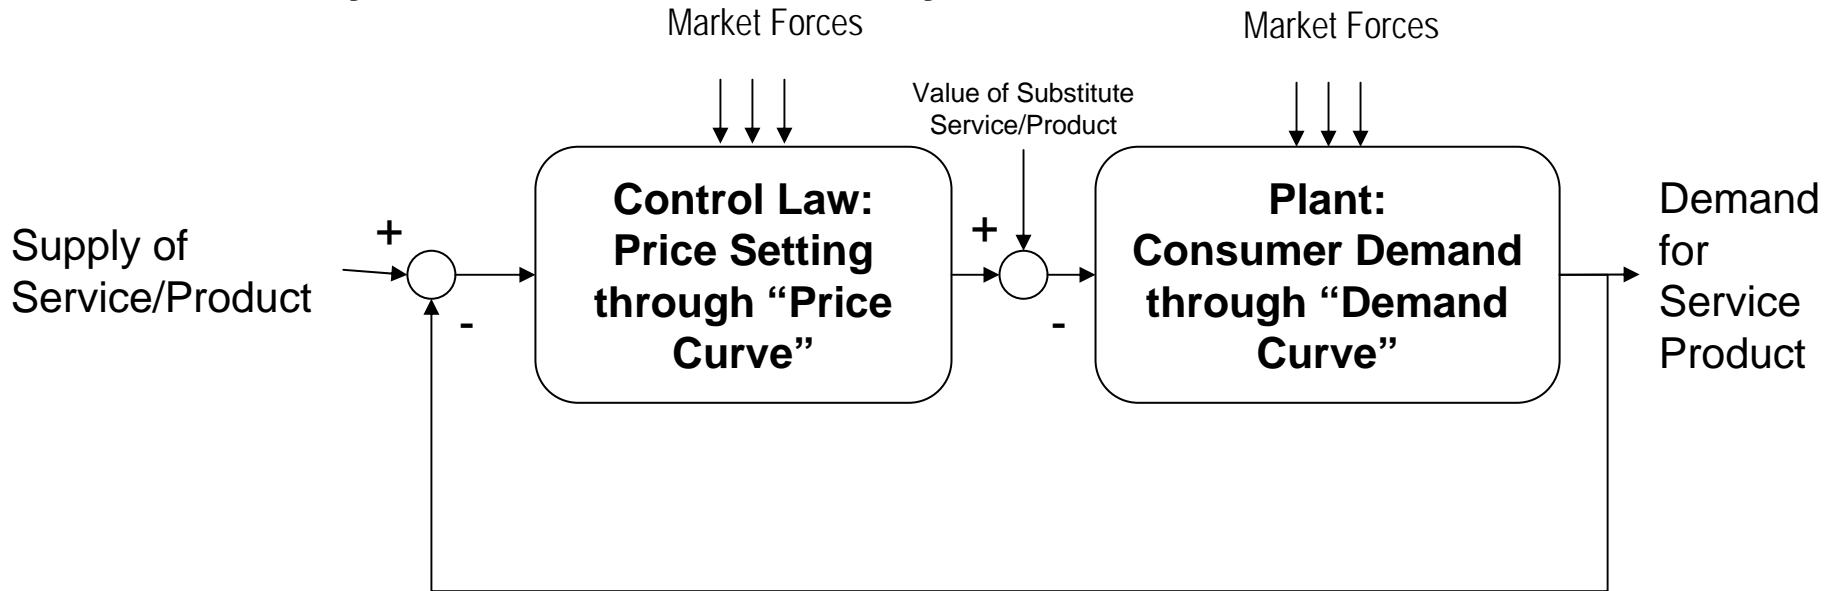 Market Forces
Market Forces
Value of Substitute
Service/Product
Supply of
Service/Product
+
-
Control Law:
Price Setting
through “Price
Curve”
+
-
Plant:
Consumer Demand
through “Demand
Curve”
Demand
for
Service
Product